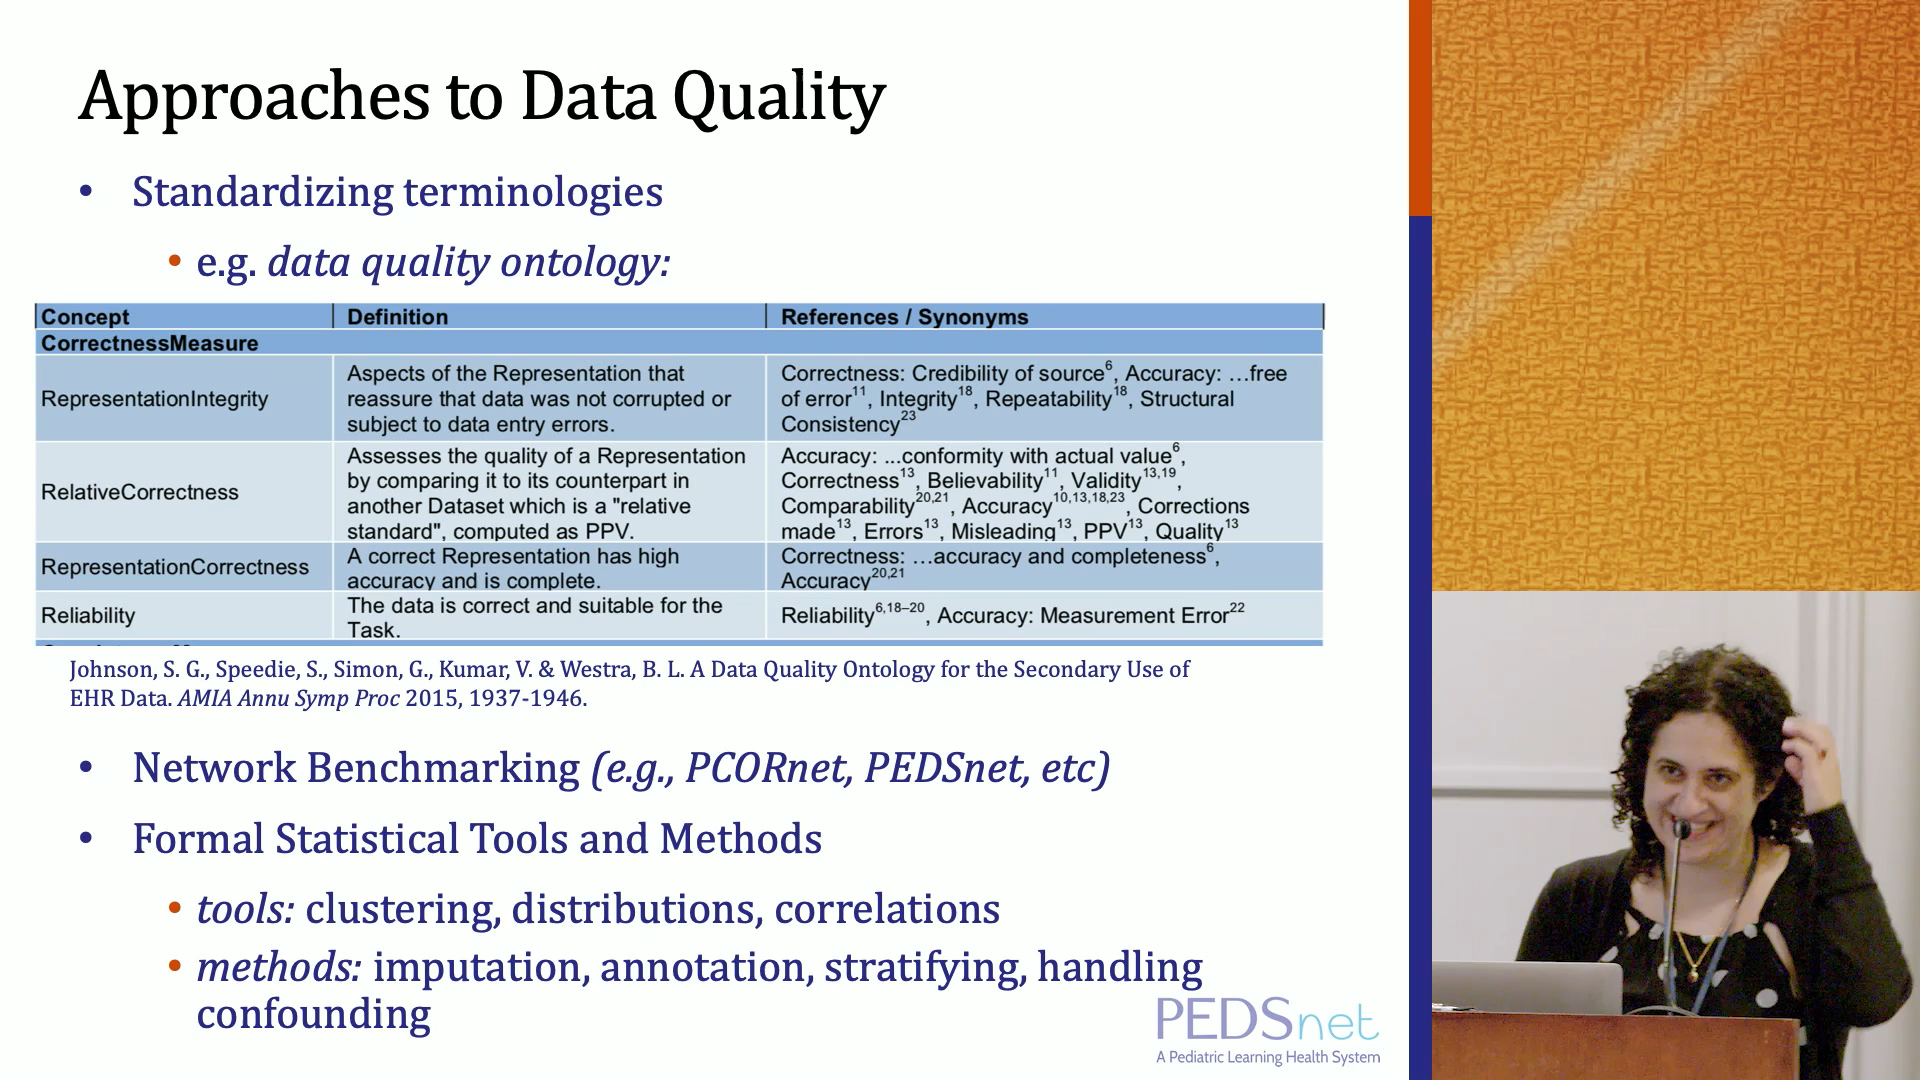 Approaches to Data Quality
• Standardizing terminologies
• e.g. data quality ontology:
Concept Definition References / Synonyms
CorrectnessMeasure
RepresentationIntegrity
Aspects of the Representation that
reassure that data was not corrupted or
subject to data entry errors.
Correctness: Credibility of source6, Accuracy: …free
of error11, Integrity18, Repeatability18, Structural
Consistency23
RelativeCorrectness
Assesses the quality of a Representation
by comparing it to its counterpart in
another Dataset which is a "relative
standard", computed as PPV.
Accuracy: ...conformity with actual value6,
Correctness13, Believability11, Validity13,19,
Comparability20,21, Accuracy10,13,18,23, Corrections
made13, Errors13, Misleading13, PPV13, Quality13
RepresentationCorrectness
A correct Representation has high
accuracy and is complete.
Correctness: …accuracy and completeness6,
Accuracy20,21
Reliability
The data is correct and suitable for the
Task.
Reliability6,18–20, Accuracy: Measurement Error22
Johnson, S. G., Speedie, S., Simon, G., Kumar, V. & Westra, B. L. A Data Quality Ontology for the Secondary Use of
EHR Data. AMIA Annu Symp Proc 2015, 1937-1946.
• Network Benchmarking (e.g., PCORnet, PEDSnet, etc)
• Formal Statistical Tools and Methods
• tools: clustering, distributions, correlations
• methods: imputation, annotation, stratifying, handling
confounding
PEDSnet
A Pediatric Learning Health System